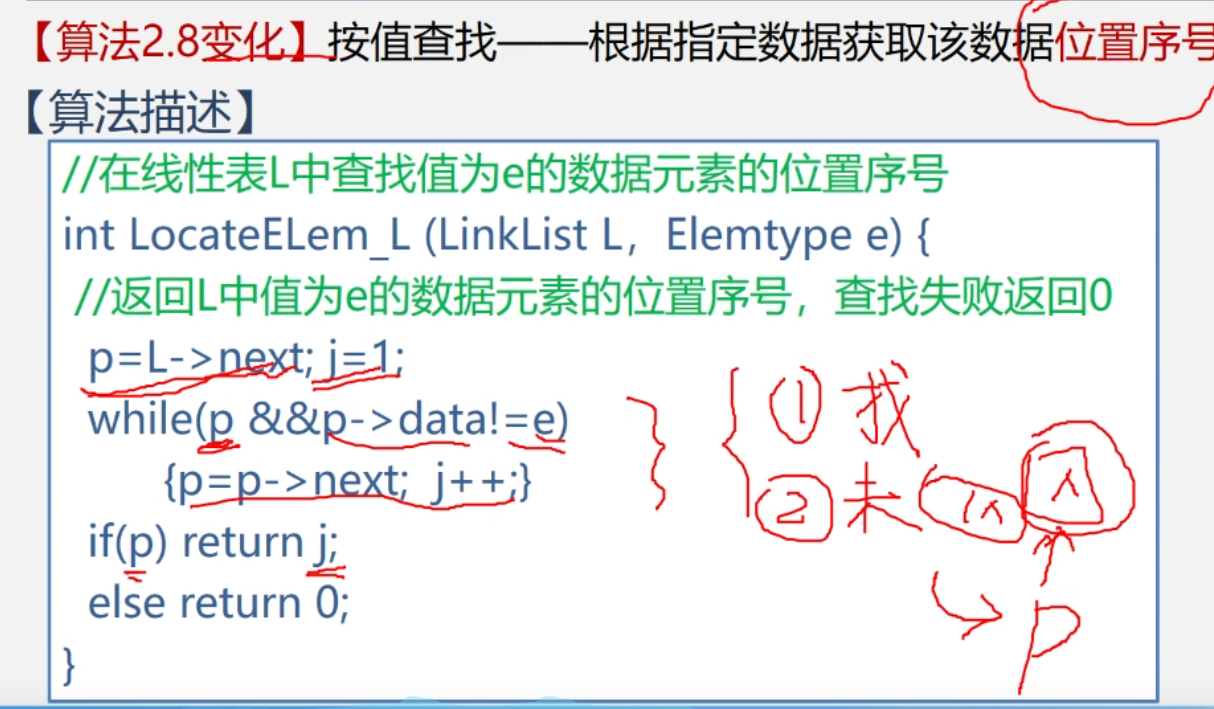 【算法2.8变化】按值查找——根据指定数据获取该数据位置序号
【算法描述】
//在线性表L中查找值为e的数据元素的位置序号
int LocateELem_L (LinkList L, Elemtype e) {
//返回L中值为e的数据元素的位置序号，查找失败返回0
p=L->next; j=1;
while(p &&p->data!=e)
{p=p->next; j++;}
if(p) return j;
else return 0;
}
① 找
② 未
∧
p